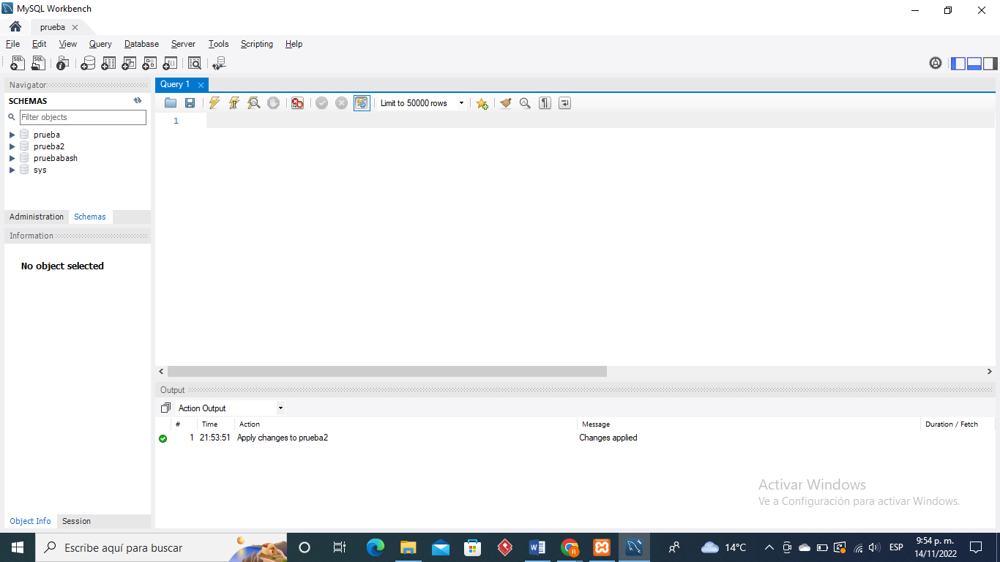 MySQL Workbench
prueba
File Edit View Query Database Server Tools Scripting Help
Navigator
SCHEMAS
Filter objects
prueba
prueba2
pruebabash
sys
Administration Schemas
Information
No object selected
Object Info Session
Query 1
Limit to 50000 rows
1
Output
Action Output
# Time Action Message Duration / Fetch
1 21:53:51 Apply changes to prueba2 Changes applied
Activar Windows
Ve a Configuración para activar Windows.
Escribe aquí para buscar
14°C
ESP
9:54 p. m.
14/11/2022